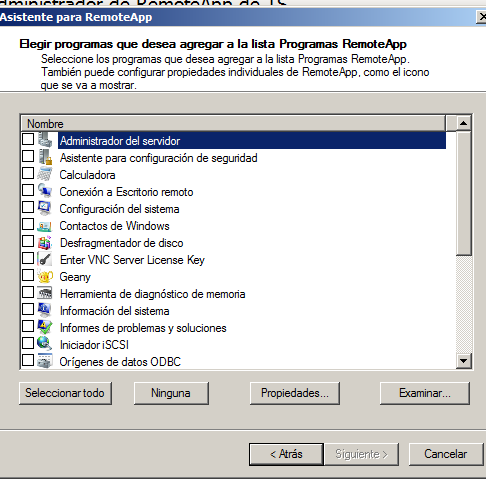 Administrador de RemoteApp de TS
Asistente para RemoteApp
Elegir programas que desea agregar a la lista Programas RemoteApp
Seleccione los programas que desea agregar a la lista Programas RemoteApp.
También puede configurar propiedades individuales de RemoteApp, como el icono
que se va a mostrar.
Nombre
Administrador del servidor
Asistente para configuración de seguridad
Calculadora
Conexión a Escritorio remoto
Configuración del sistema
Contactos de Windows
Desfragmentador de disco
Enter VNC Server License Key
Geany
Herramienta de diagnóstico de memoria
Información del sistema
Informes de problemas y soluciones
Iniciador iSCSI
Orígenes de datos ODBC
Seleccionar todo
Ninguna
Propiedades...
Examinar...
< Atrás
Siguiente >
Cancelar